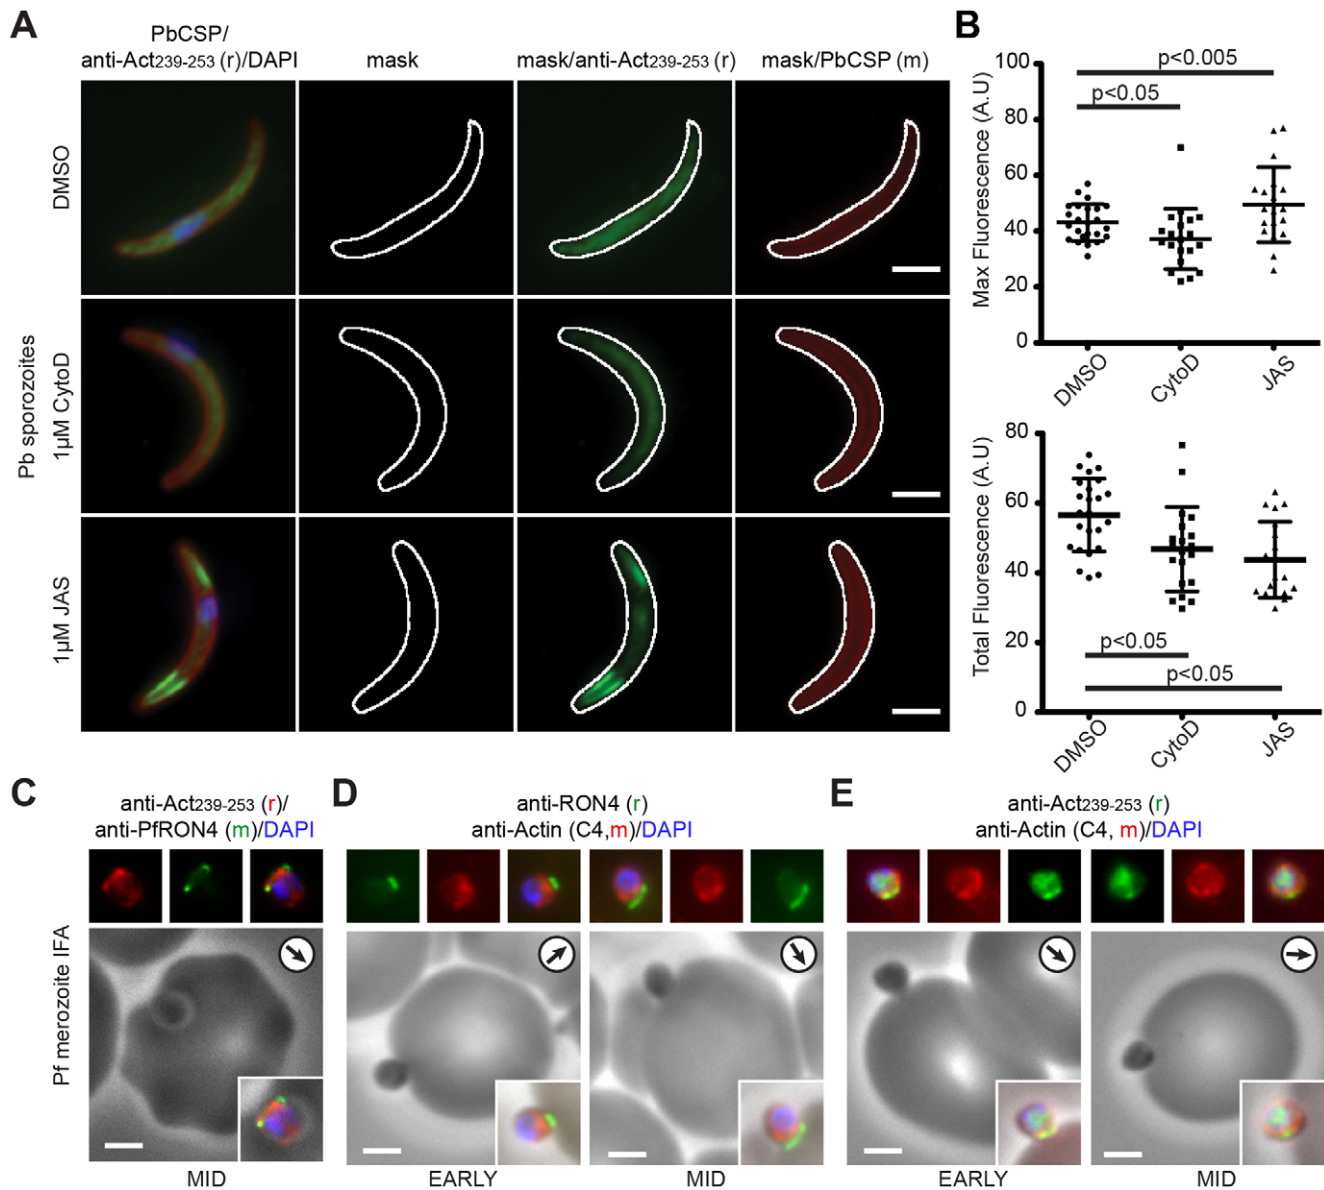 A
PbCSP/
anti-Act239-253 (r)/DAPI
mask
mask/anti-Act239-253 (r)
mask/PbCSP (m)
Pb sporozoites
DMSO
1µM CytoD
1µM JAS
B
Max Fluorescence (A.U)
100
80
60
40
20
0
p<0.005
p<0.05
DMSO
CytoD
JAS
Total Fluorescence (A.U)
80
60
40
20
0
p<0.05
p<0.05
DMSO
CytoD
JAS
C
anti-Act239-253 (r)/
anti-PfRON4 (m)/DAPI
Pf merozoite IFA
MID
D
anti-RON4 (r)
anti-Actin (C4,m)/DAPI
EARLY
MID
E
anti-Act239-253 (r)
anti-Actin (C4, m)/DAPI
EARLY
MID